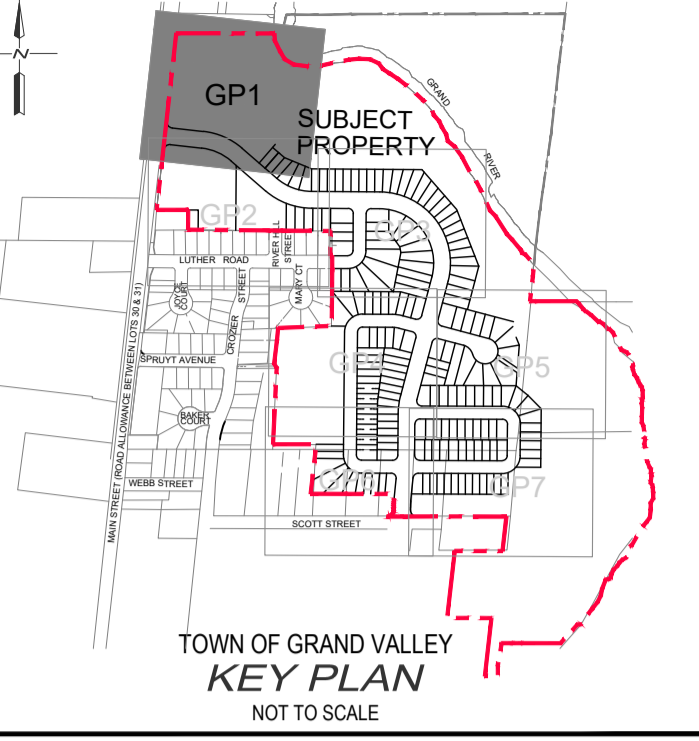 N
GP1
SUBJECT
PROPERTY
GRAND
RIVER
GP2
GP3
LUTHER ROAD
RIVER HILL
STREET
JOYCE
COURT
CROZIER STREET
MARY CT
SPRUYT AVENUE
GP4
GP5
BAKER
COURT
MAIN STREET (ROAD ALLOWANCE BETWEEN LOTS 30 & 31)
WEBB STREET
GP6
GP7
SCOTT STREET
TOWN OF GRAND VALLEY
KEY PLAN
NOT TO SCALE